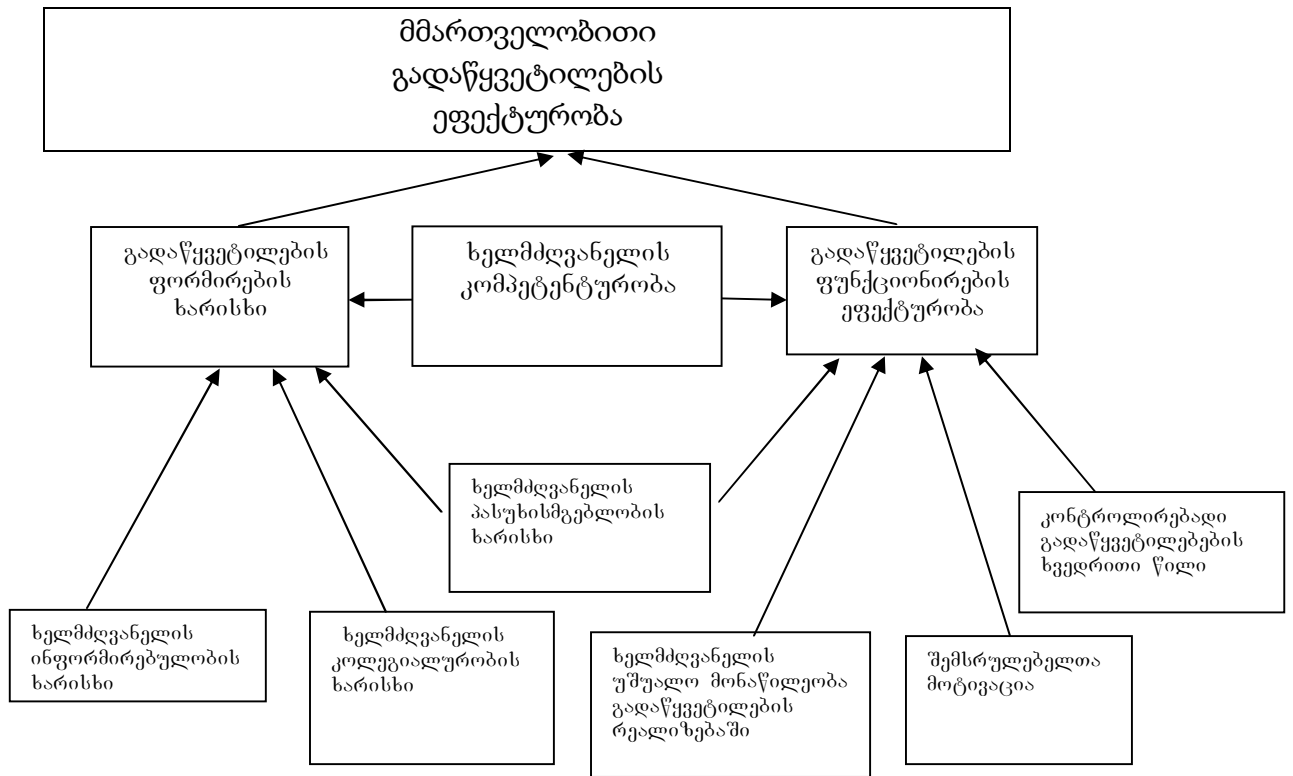 მმართველობითი
გადაწყვეტილების
ეფექტურობა
გადაწყვეტილების
ფორმირების
ხარისხი
ხელმძღვანელის
კომპეტენტურობა
გადაწყვეტილების
ფუნქციონირების
ეფექტურობა
ხელმძღვანელის
პასუხისმგებლობის
ხარისხი
კონტროლირებადი
გადაწყვეტილებების
ხვედრითი წილი
ხელმძღვანელის
ინფორმირებულობის
ხარისხი
ხელმძღვანელის
კოლეგიალურობის
ხარისხი
ხელმძღვანელის
უშუალო მონაწილეობა
გადაწყვეტილების
რეალიზებაში
შემსრულებელთა
მოტივაცია